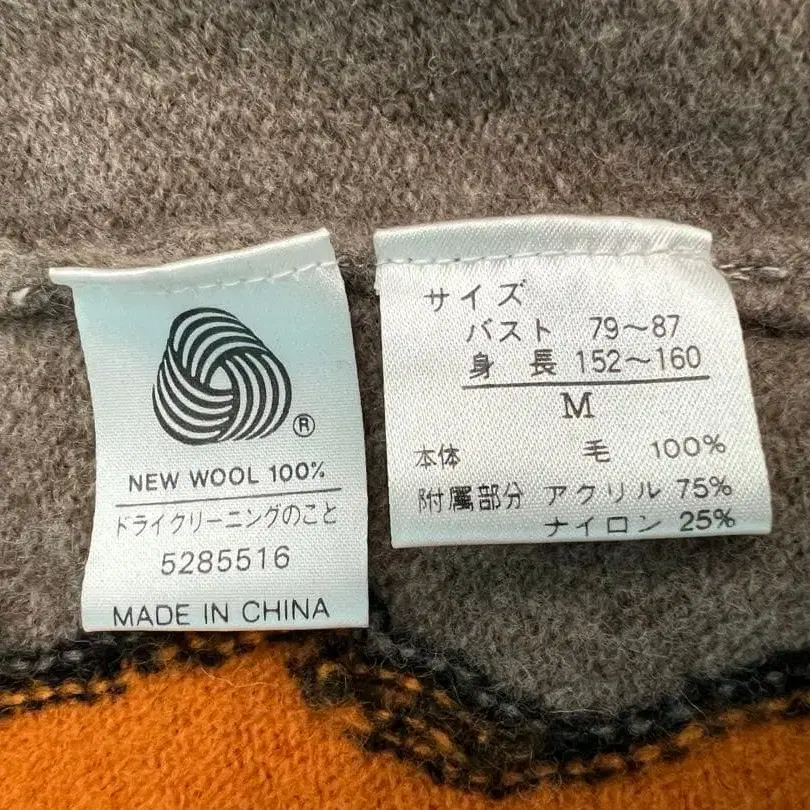 ®
NEW WOOL 100%
ドライクリーニングのこと
5285516
MADE IN CHINA
サイズ
バスト 79～87
身長 152～160
M
本体 毛 100%
附属部分 アクリル 75%
ナイロン 25%